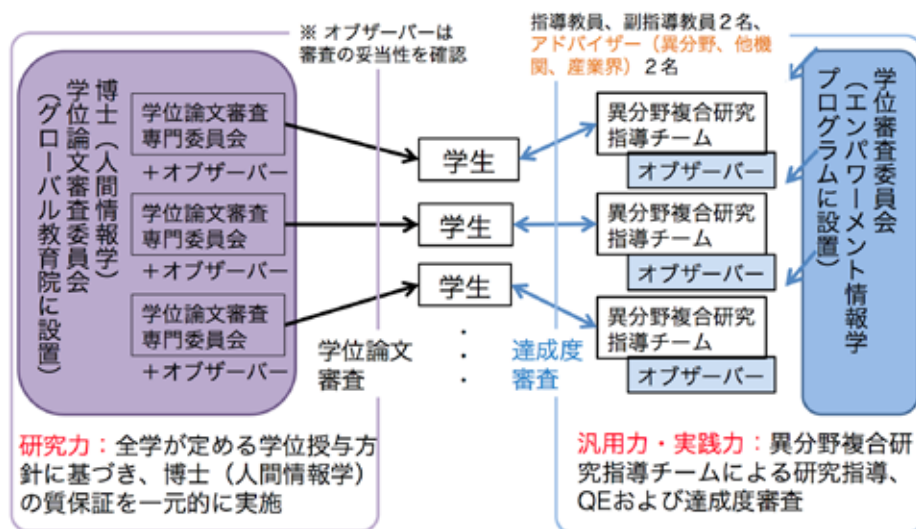 ※ オブザーバーは
審査の妥当性を確認
指導教員、副指導教員２名、
アドバイザー（異分野、他機
関、産業界）２名
博士（人間情報学）
学位論文審査委員会
（グローバル教育院に設置）
学位論文審査
専門委員会
＋オブザーバー
学位論文審査
専門委員会
＋オブザーバー
学位論文審査
専門委員会
＋オブザーバー
学生
学生
学生
・
・
学位論文
審査
達成度
審査
異分野複合研究
指導チーム
オブザーバー
異分野複合研究
指導チーム
オブザーバー
異分野複合研究
指導チーム
オブザーバー
学位審査委員会
（エンパワーメント情報学
プログラムに設置）
研究力：全学が定める学位授与方
針に基づき、博士（人間情報学）
の質保証を一元的に実施
汎用力・実践力：異分野複合研
究指導チームによる研究指導、
QEおよび達成度審査